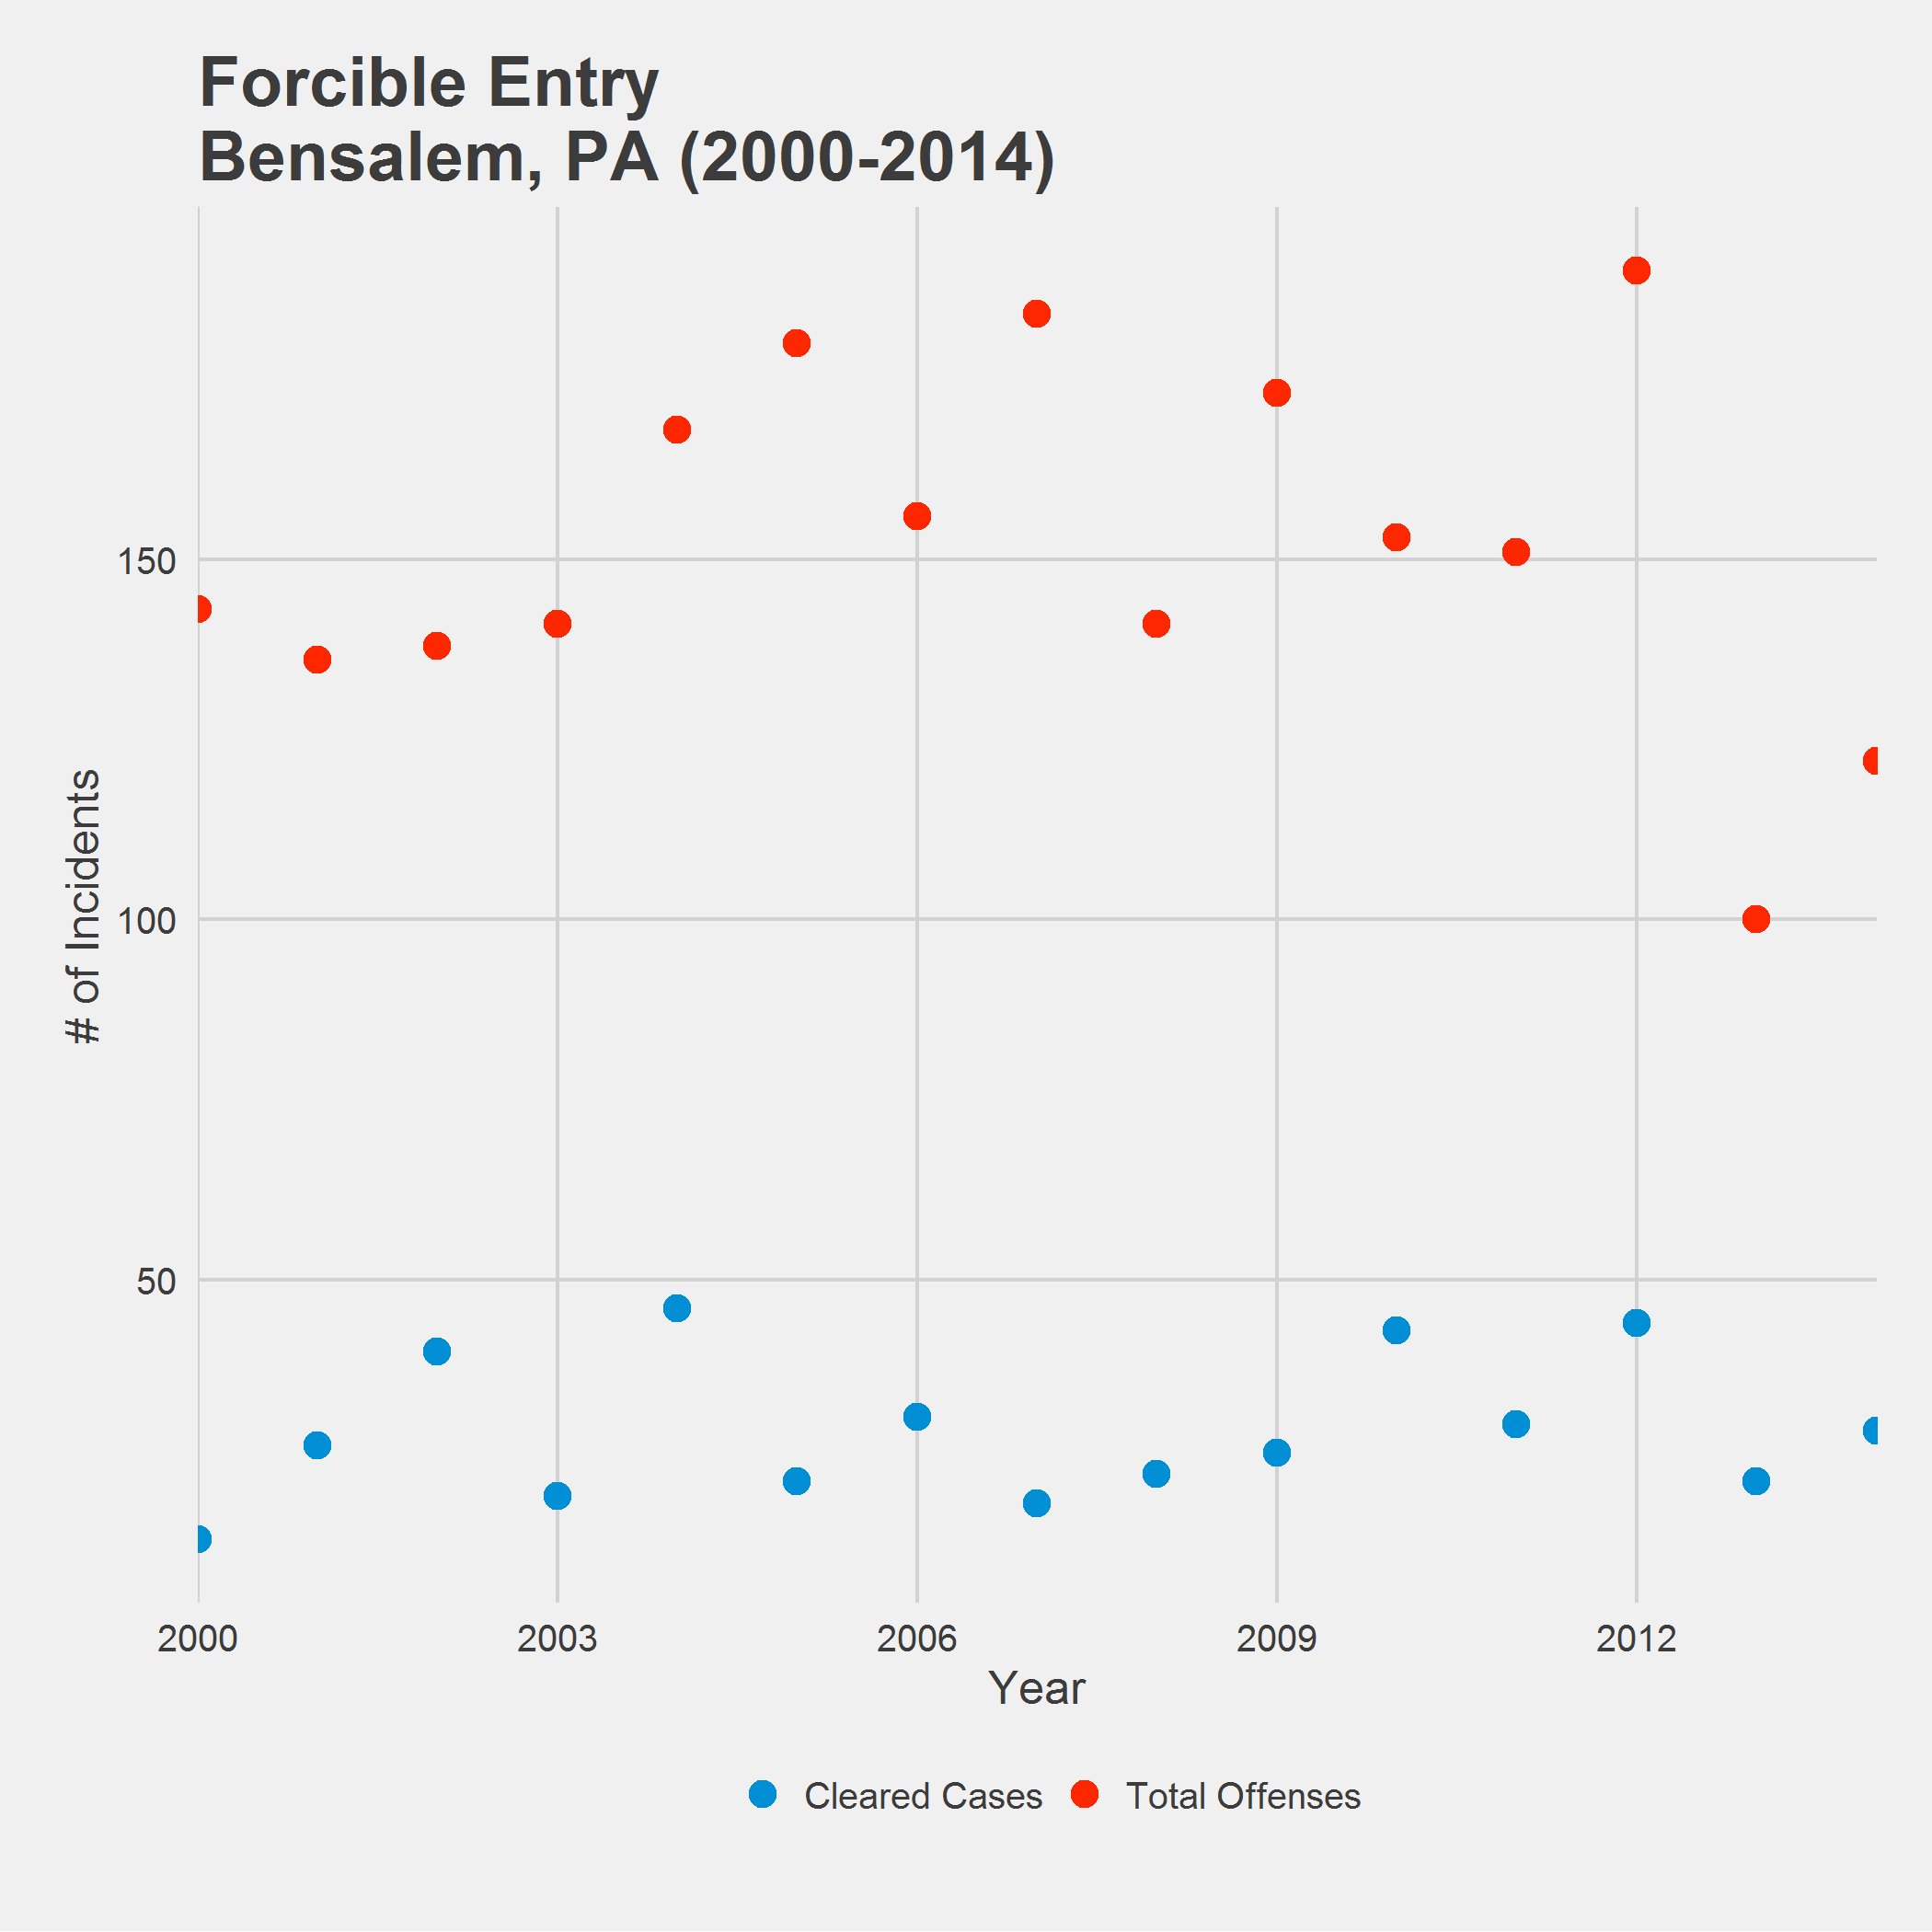 Forcible Entry
Bensalem, PA (2000-2014)
# of Incidents
150
100
50
2000 2003 2006 2009 2012
Year
Cleared Cases Total Offenses